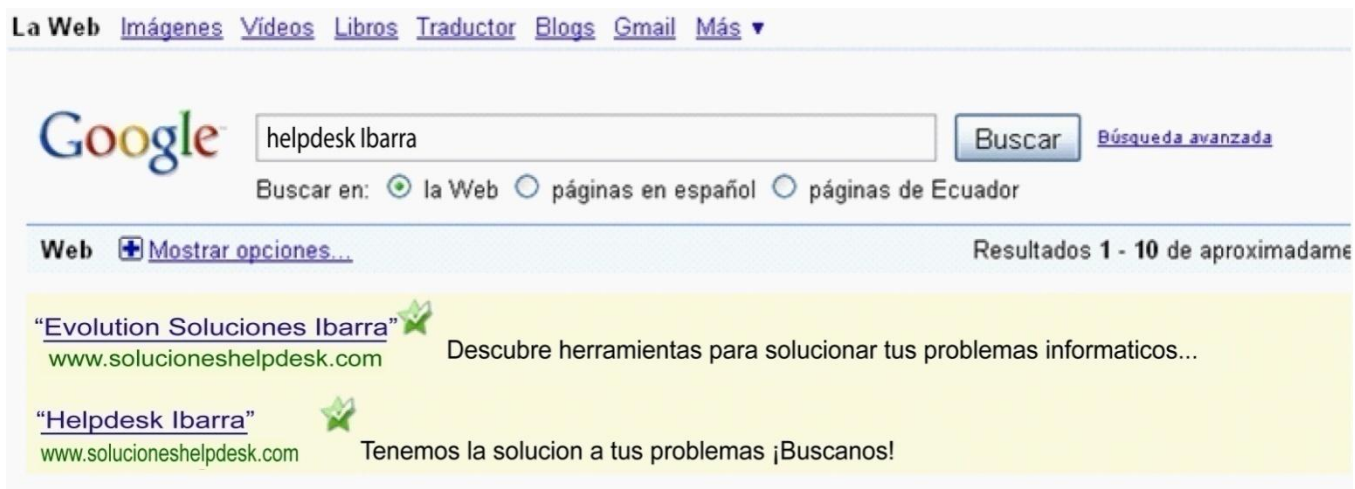 La Web Imágenes Vídeos Libros Traductor Blogs Gmail Más ▼
Google helpdesk Ibarra Buscar Búsqueda avanzada
Buscar en: la Web páginas en español páginas de Ecuador
Web Mostrar opciones... Resultados 1 - 10 de aproximadame
“Evolution Soluciones Ibarra”
www.solucioneshelpdesk.com Descubre herramientas para solucionar tus problemas informaticos...
“Helpdesk Ibarra”
www.solucioneshelpdesk.com Tenemos la solucion a tus problemas ¡Buscanos!